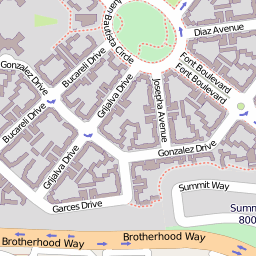 Juan Bautista Circle
Diaz Avenue
Font Boulevard
Font Boulevard
Gonzalez Drive
Bucareli Drive
Grijalva Drive
Josepha Avenue
Bucareli Drive
Grijalva Drive
Gonzalez Drive
Summit Way
Garces Drive
Summ
800
Brotherhood Way
Brotherhood Way